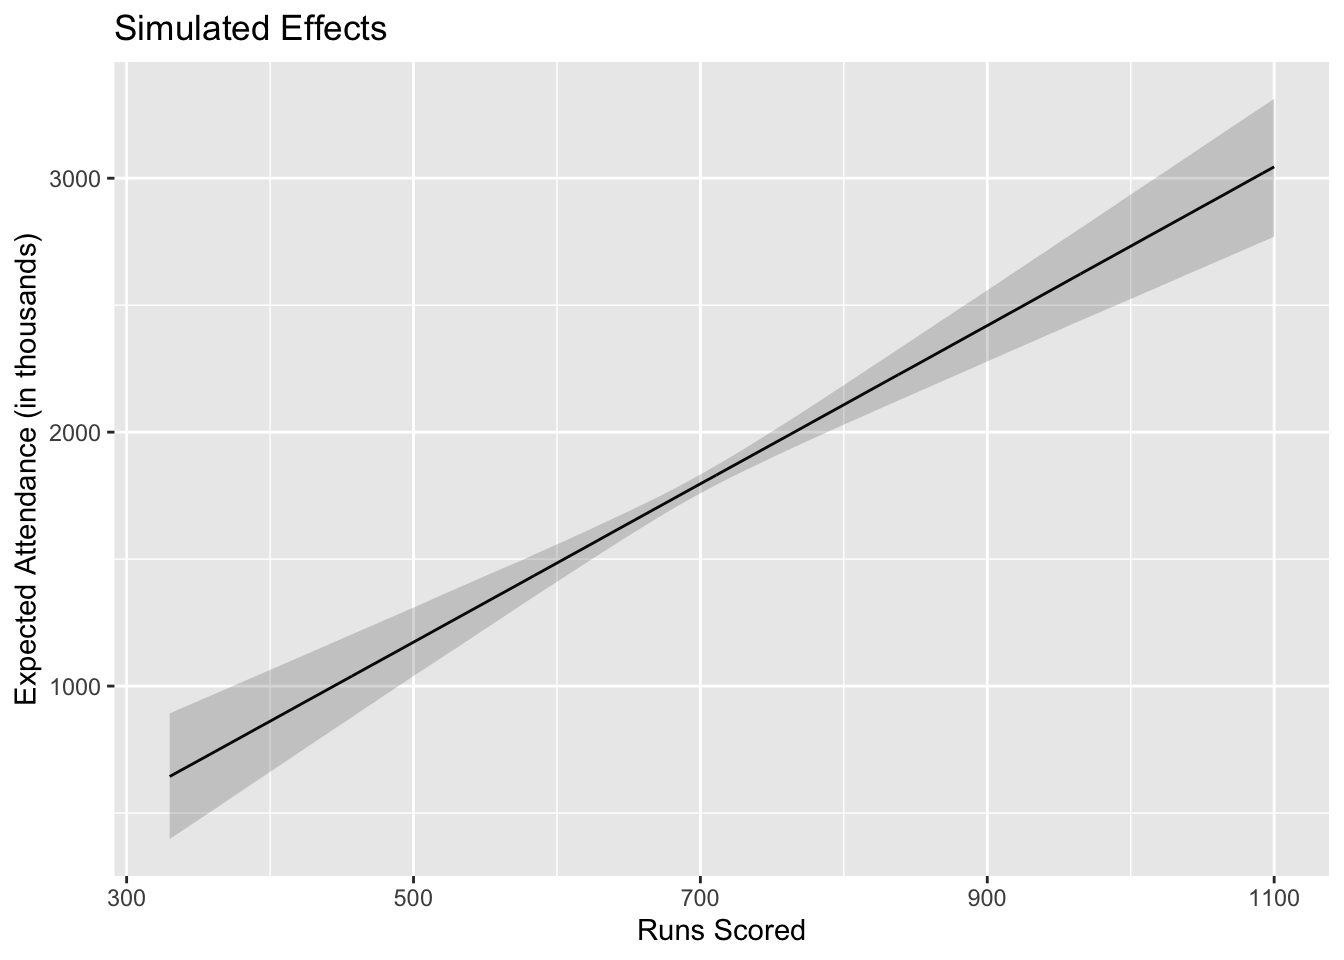 Simulated Effects
Expected Attendance (in thousands)
3000
2000
1000
300 500 700 900 1100
Runs Scored